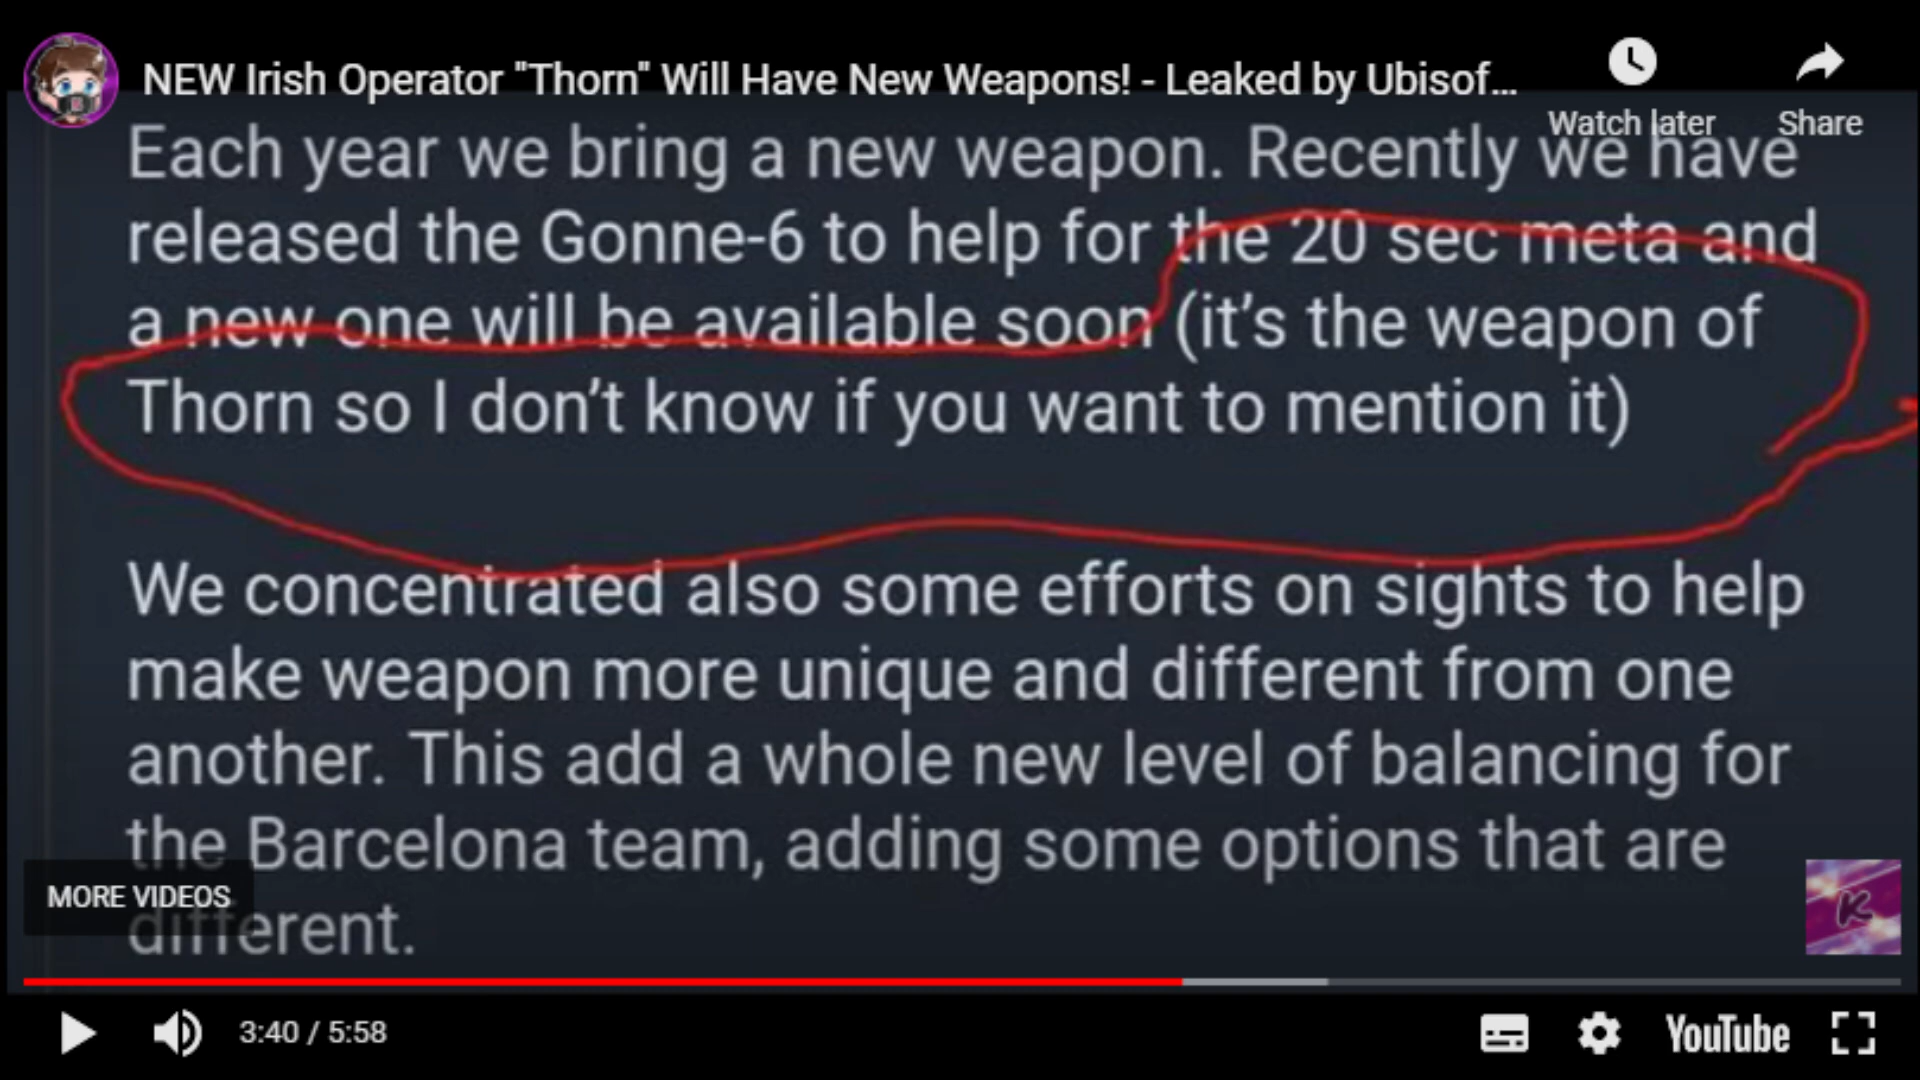 NEW Irish Operator "Thorn" Will Have New Weapons! - Leaked by Ubisof...
Watch later
Share
Each year we bring a new weapon. Recently we have
released the Gonne-6 to help for the 20 sec meta and
a new one will be available soon (it's the weapon of
Thorn so I don't know if you want to mention it)
We concentrated also some efforts on sights to help
make weapon more unique and different from one
another. This add a whole new level of balancing for
the Barcelona team, adding some options that are
different.
MORE VIDEOS
K
3:40 / 5:58
YouTube